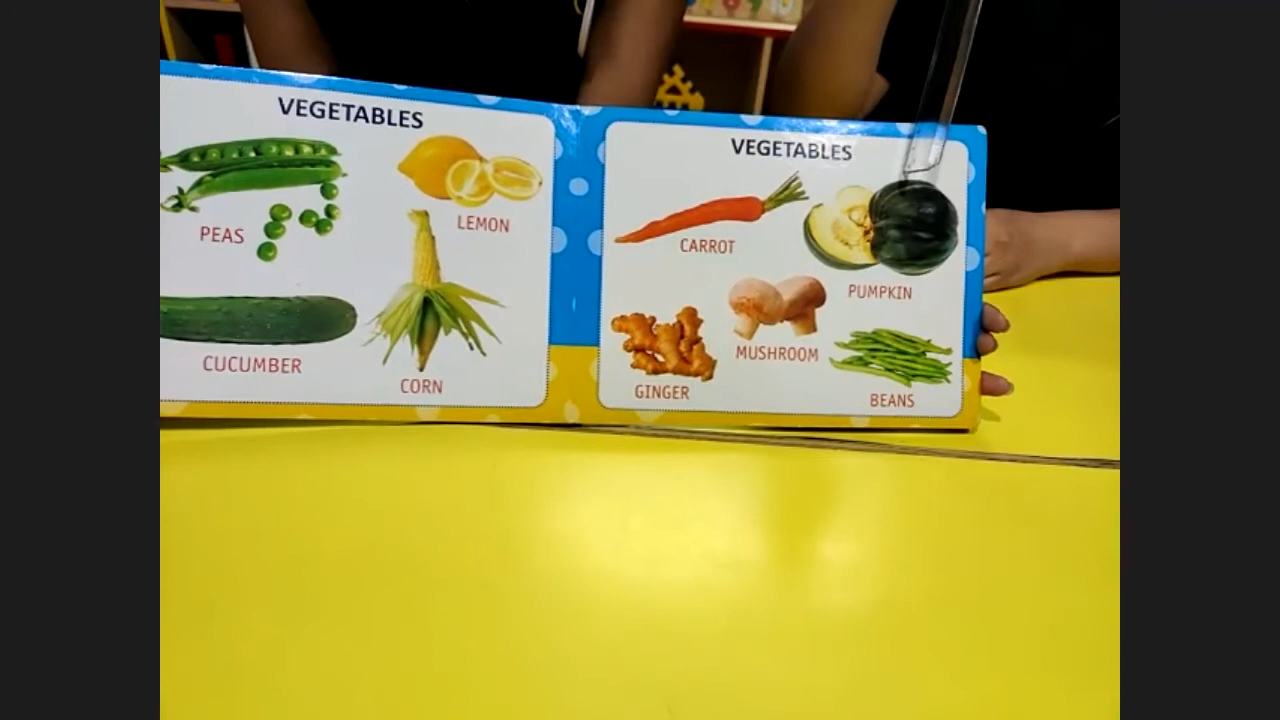 VEGETABLES
PEAS
LEMON
CUCUMBER
CORN
VEGETABLES
CARROT
PUMPKIN
GINGER
MUSHROOM
BEANS